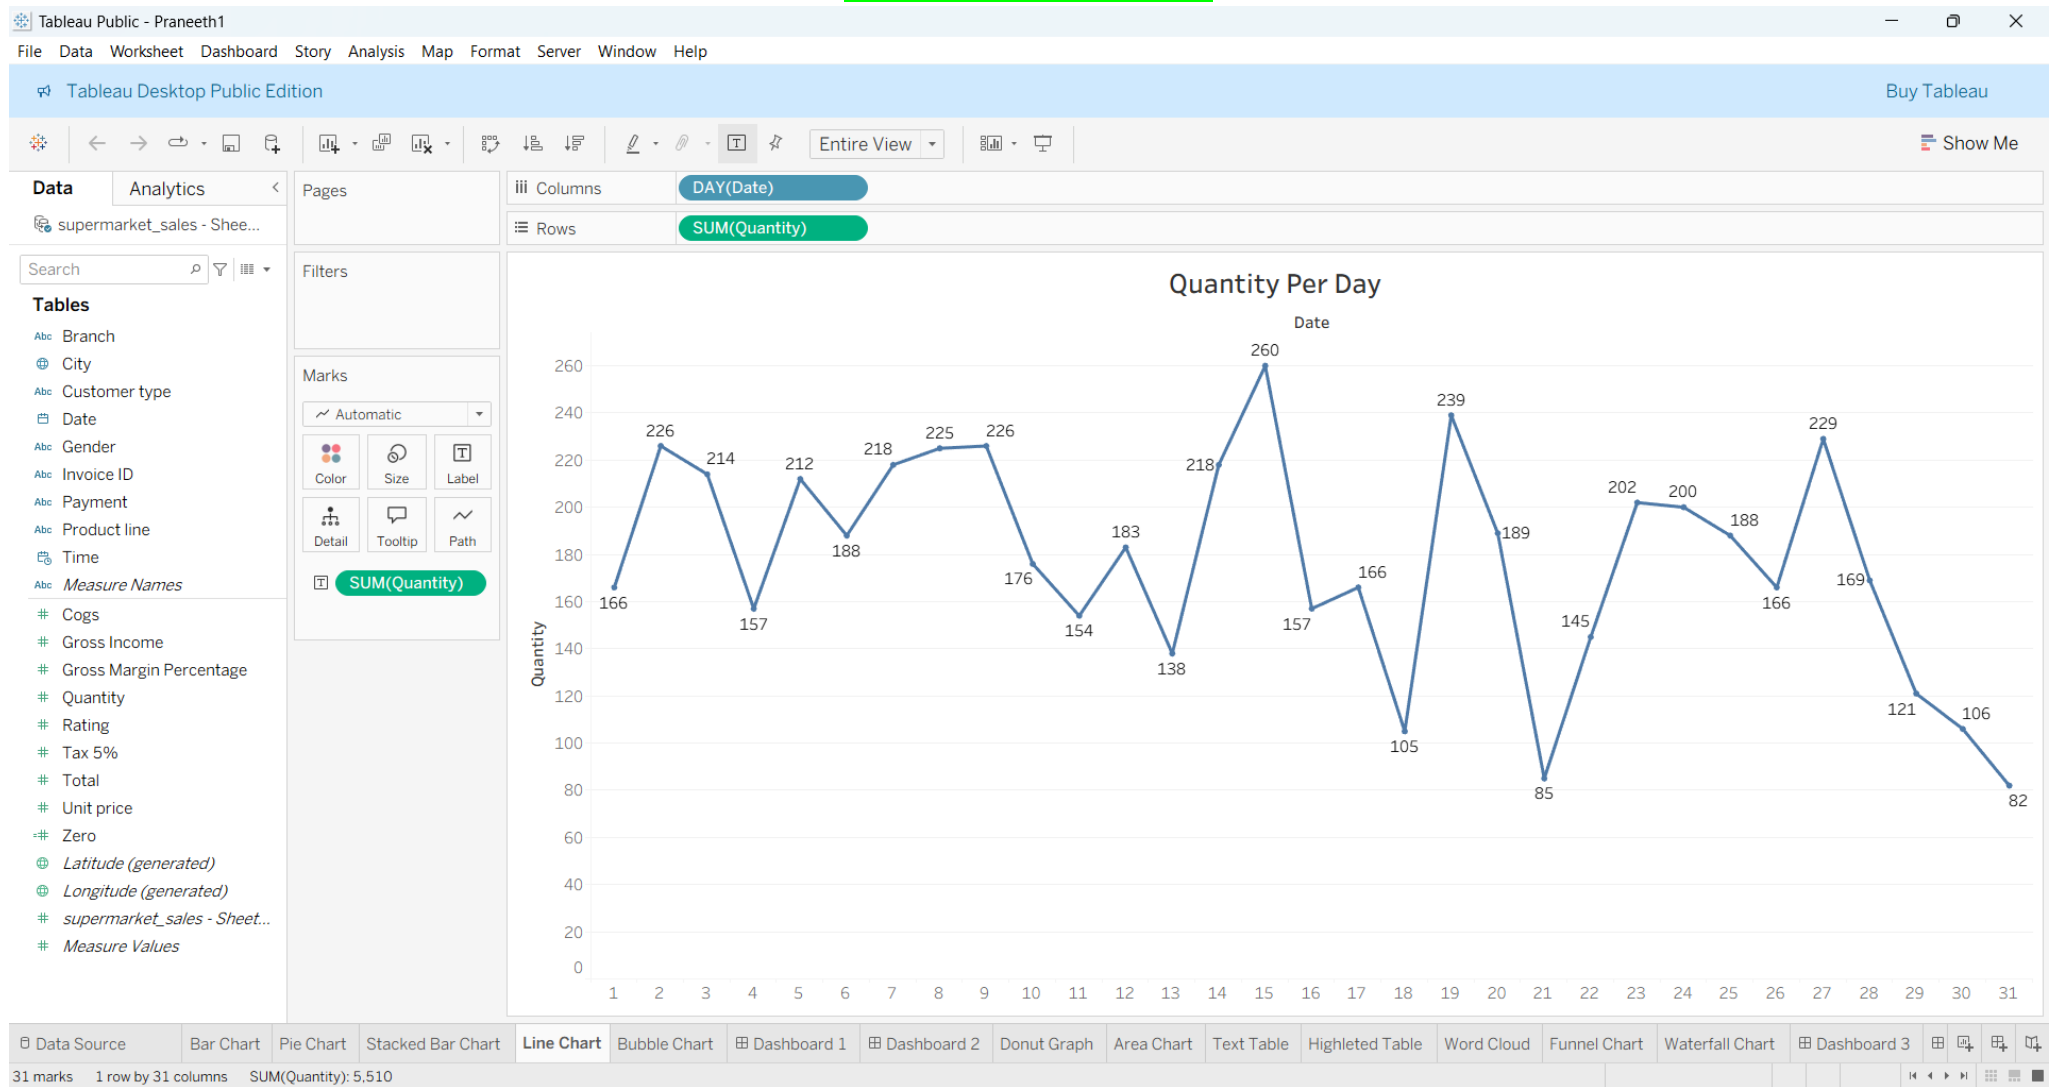 Tableau Public - Praneeth1
File Data Worksheet Dashboard Story Analysis Map Format Server Window Help
Tableau Desktop Public Edition
Buy Tableau
Entire View
Show Me
Data
Analytics
supermarket_sales - Shee...
Search
Tables
Abc Branch
City
Abc Customer type
Date
Abc Gender
Abc Invoice ID
Abc Payment
Abc Product line
Time
Abc Measure Names
# Cogs
# Gross Income
# Gross Margin Percentage
# Quantity
# Rating
# Tax 5%
# Total
# Unit price
=# Zero
Latitude (generated)
Longitude (generated)
# supermarket_sales - Sheet...
# Measure Values
Pages
Filters
Marks
Automatic
Color Size Label
Detail Tooltip Path
T SUM(Quantity)
Columns DAY(Date)
Rows SUM(Quantity)
Quantity Per Day
Date
Quantity
260
240
220
200
180
160
140
120
100
80
60
40
20
0
166
226
214
157
212
188
218
225
226
176
154
183
138
218
260
157
166
105
239
189
85
145
202
200
188
166
229
169
121
106
82
1 2 3 4 5 6 7 8 9 10 11 12 13 14 15 16 17 18 19 20 21 22 23 24 25 26 27 28 29 30 31
Data Source Bar Chart Pie Chart Stacked Bar Chart Line Chart Bubble Chart Dashboard 1 Dashboard 2 Donut Graph Area Chart Text Table Highleted Table Word Cloud Funnel Chart Waterfall Chart Dashboard 3
31 marks 1 row by 31 columns SUM(Quantity): 5,510